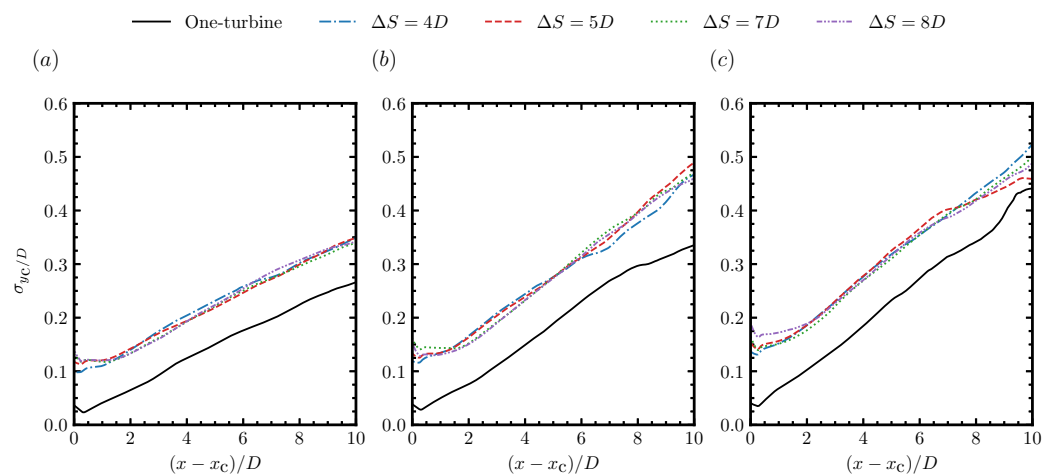 One-turbine ΔS = 4D ΔS = 5D ΔS = 7D ΔS = 8D
(a) (b) (c)
0.6 0.6 0.6
0.5 0.5 0.5
0.4 0.4 0.4
0.3 0.3 0.3
0.2 0.2 0.2
0.1 0.1 0.1
0.0 0.0 0.0
σ_{y_C/D}
0 2 4 6 8 10 0 2 4 6 8 10 0 2 4 6 8 10
(x − x_C)/D (x − x_C)/D (x − x_C)/D